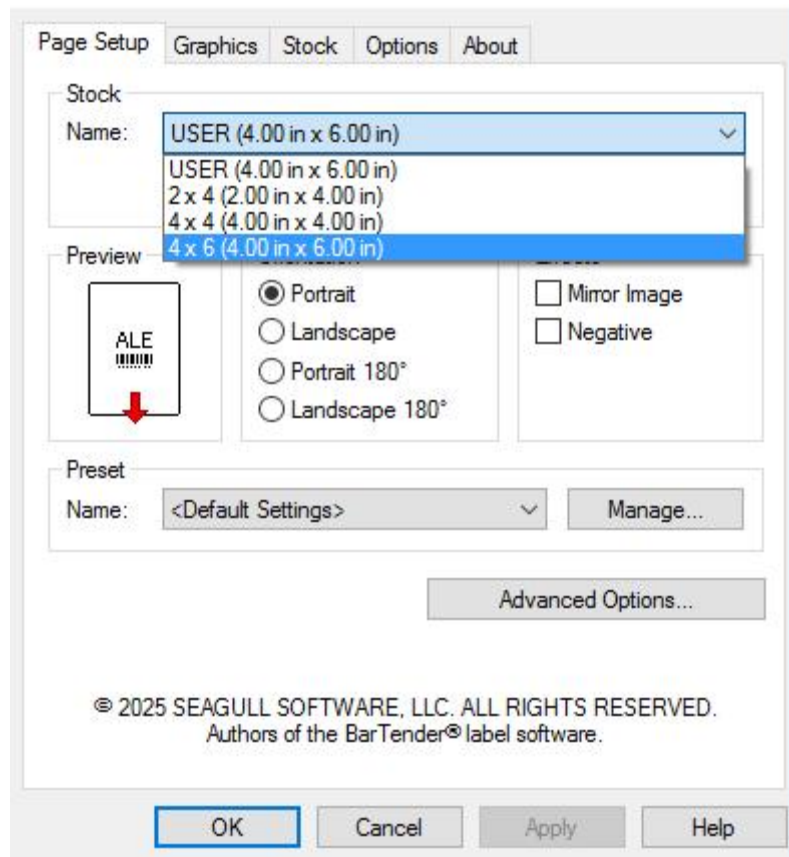 Page Setup Graphics Stock Options About
Stock
Name: USER (4.00 in x 6.00 in)
USER (4.00 in x 6.00 in)
2 x 4 (2.00 in x 4.00 in)
4 x 4 (4.00 in x 4.00 in)
4 x 6 (4.00 in x 6.00 in)
Preview
ALE
Portrait
Landscape
Portrait 180°
Landscape 180°
Mirror Image
Negative
Preset
Name: <Default Settings> Manage...
Advanced Options...
© 2025 SEAGULL SOFTWARE, LLC. ALL RIGHTS RESERVED.
Authors of the BarTender® label software.
OK Cancel Apply Help